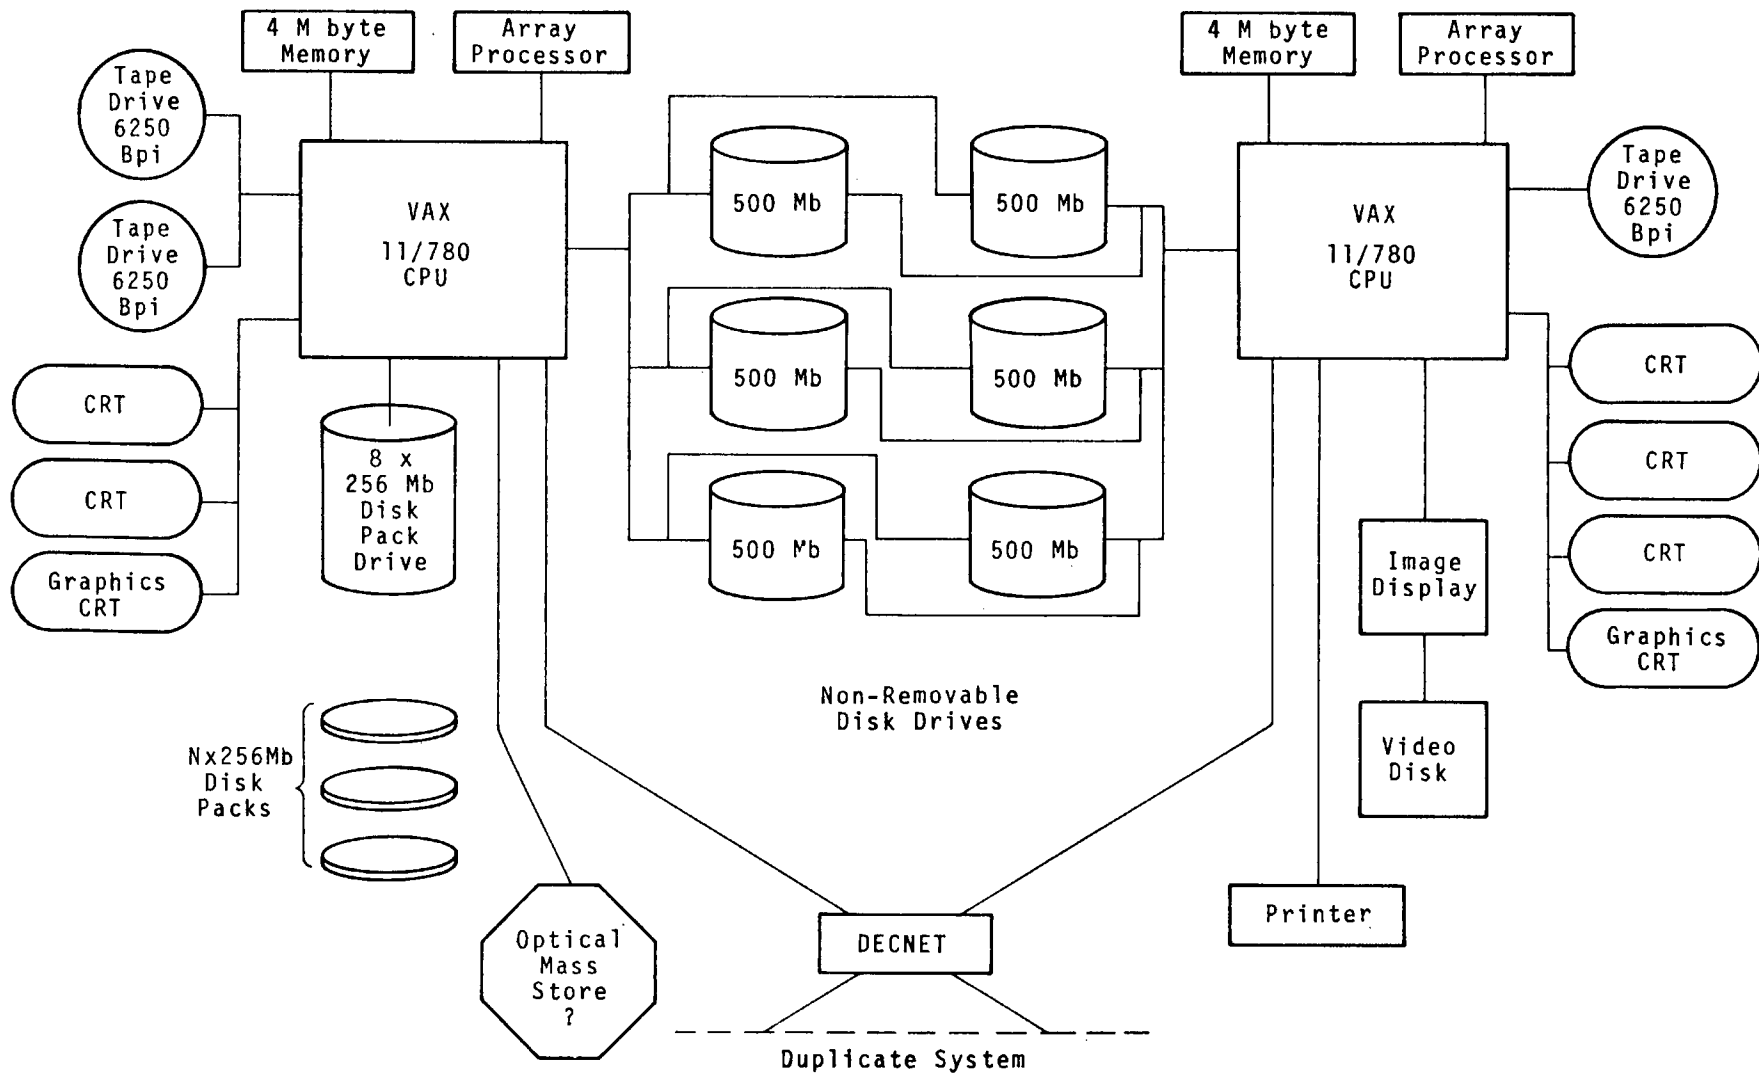 4 M byte
Memory
Array
Processor
4 M byte
Memory
Array
Processor
Tape
Drive
6250
Bpi
Tape
Drive
6250
Bpi
VAX
11/780
CPU
500 Mb
500 Mb
500 Mb
500 Mb
500 Mb
500 Mb
VAX
11/780
CPU
Tape
Drive
6250
Bpi
CRT
CRT
Graphics
CRT
8 x
256 Mb
Disk
Pack
Drive
CRT
CRT
CRT
Graphics
CRT
Image
Display
Video
Disk
Non-Removable
Disk Drives
Nx256Mb
Disk
Packs
Optical
Mass
Store
?
DECNET
Printer
Duplicate System